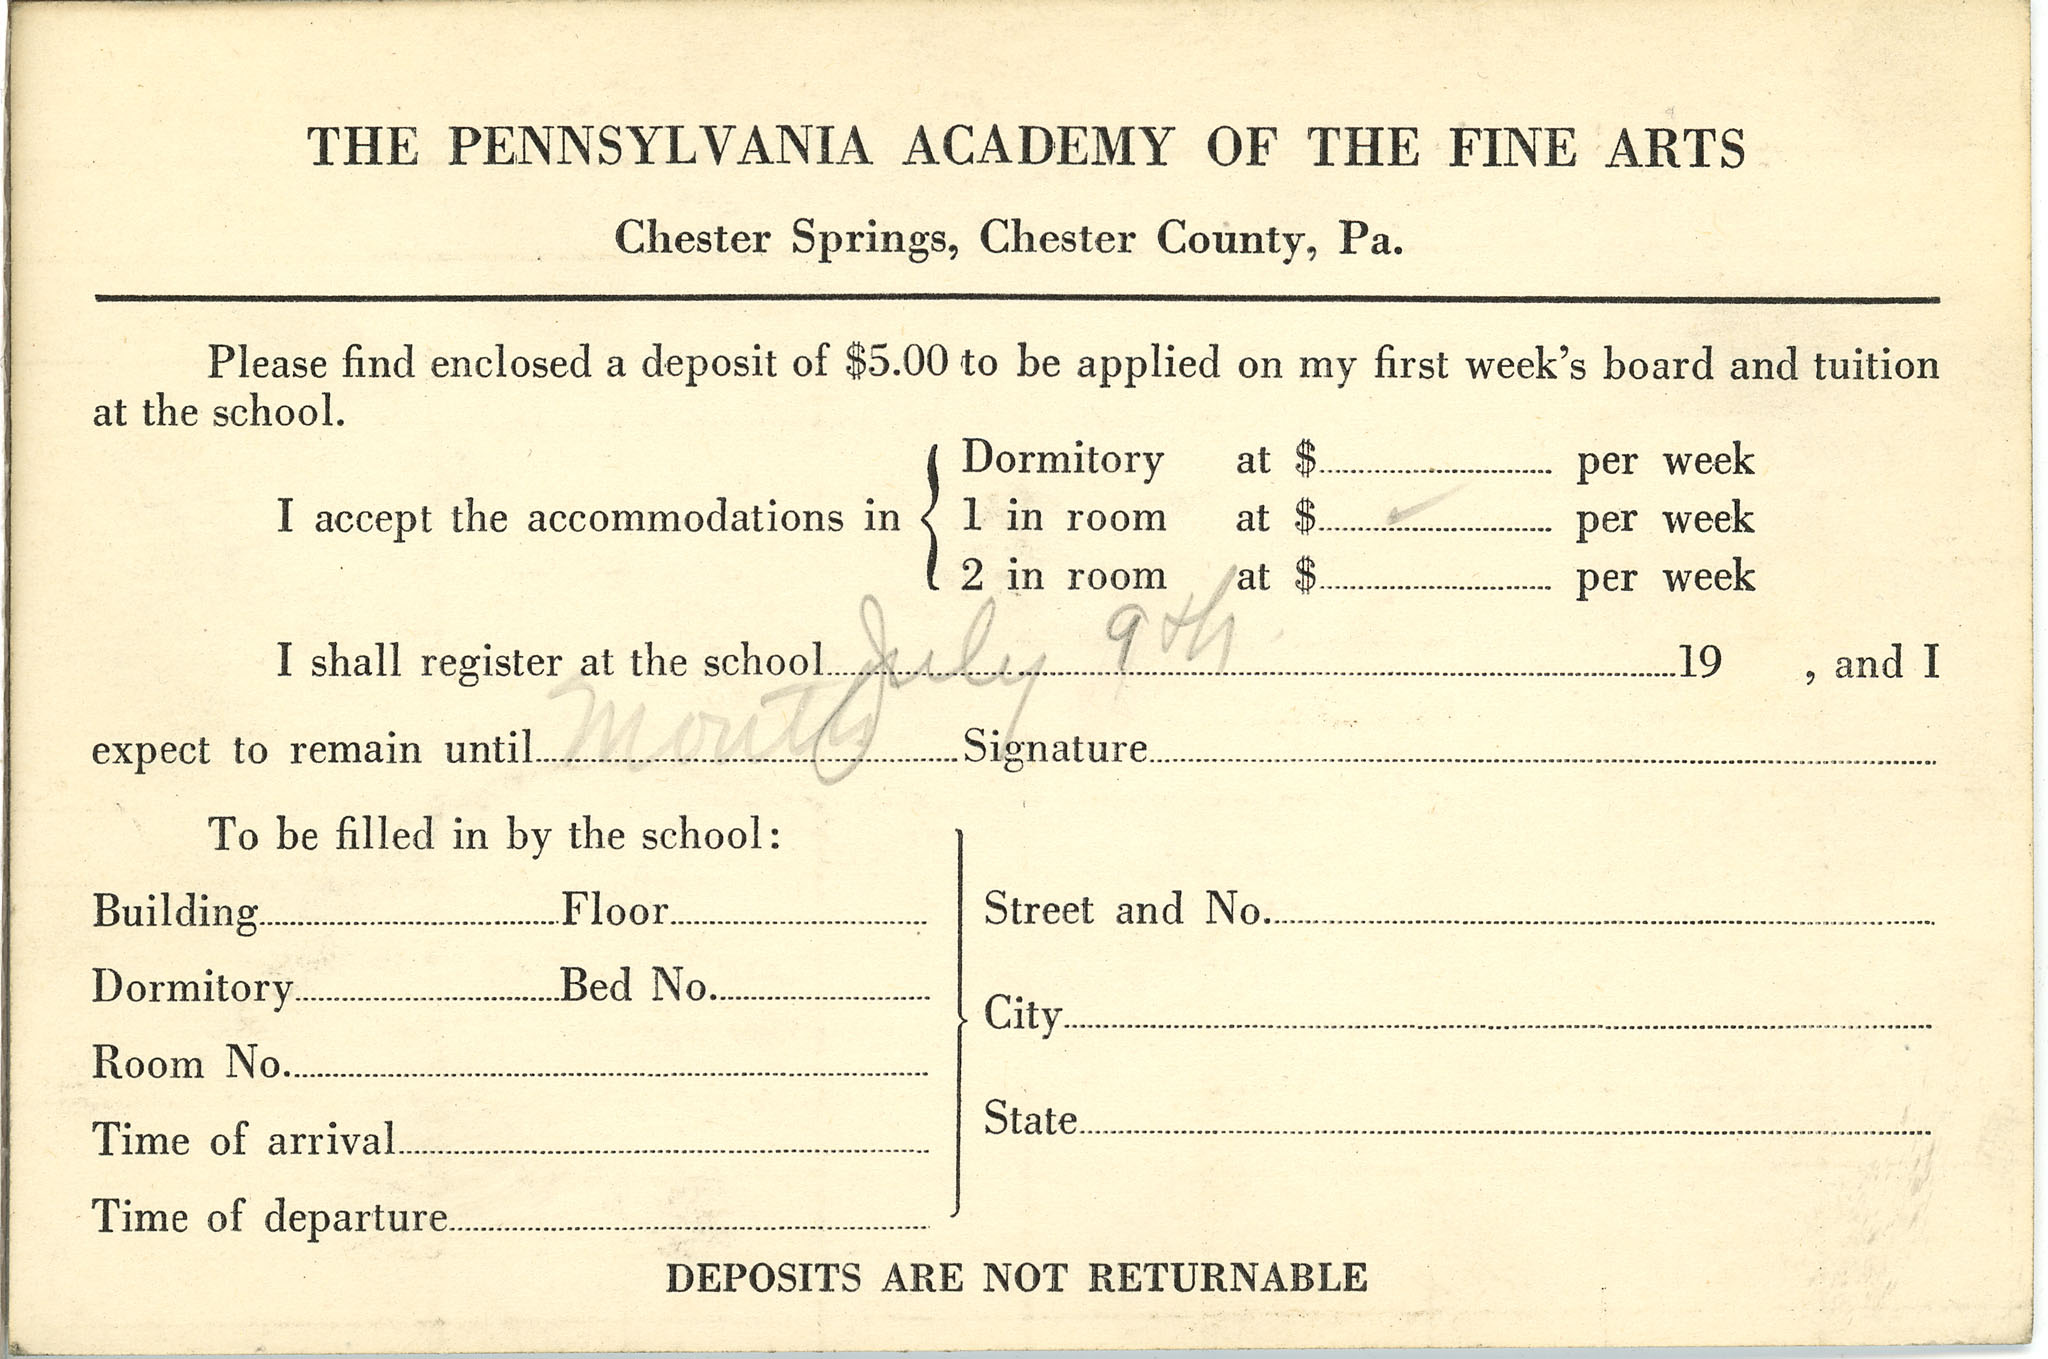 THE PENNSYLVANIA ACADEMY OF THE FINE ARTS
Chester Springs, Chester County, Pa.
Please find enclosed a deposit of $5.00 to be applied on my first week's board and tuition
at the school.
I accept the accommodations in
Dormitory at $ per week
1 in room at $ ✓ per week
2 in room at $ per week
I shall register at the school July 9th 19 , and I
expect to remain until Month Signature
To be filled in by the school:
Building Floor
Dormitory Bed No.
Room No.
Time of arrival
Time of departure
Street and No.
City
State
DEPOSITS ARE NOT RETURNABLE